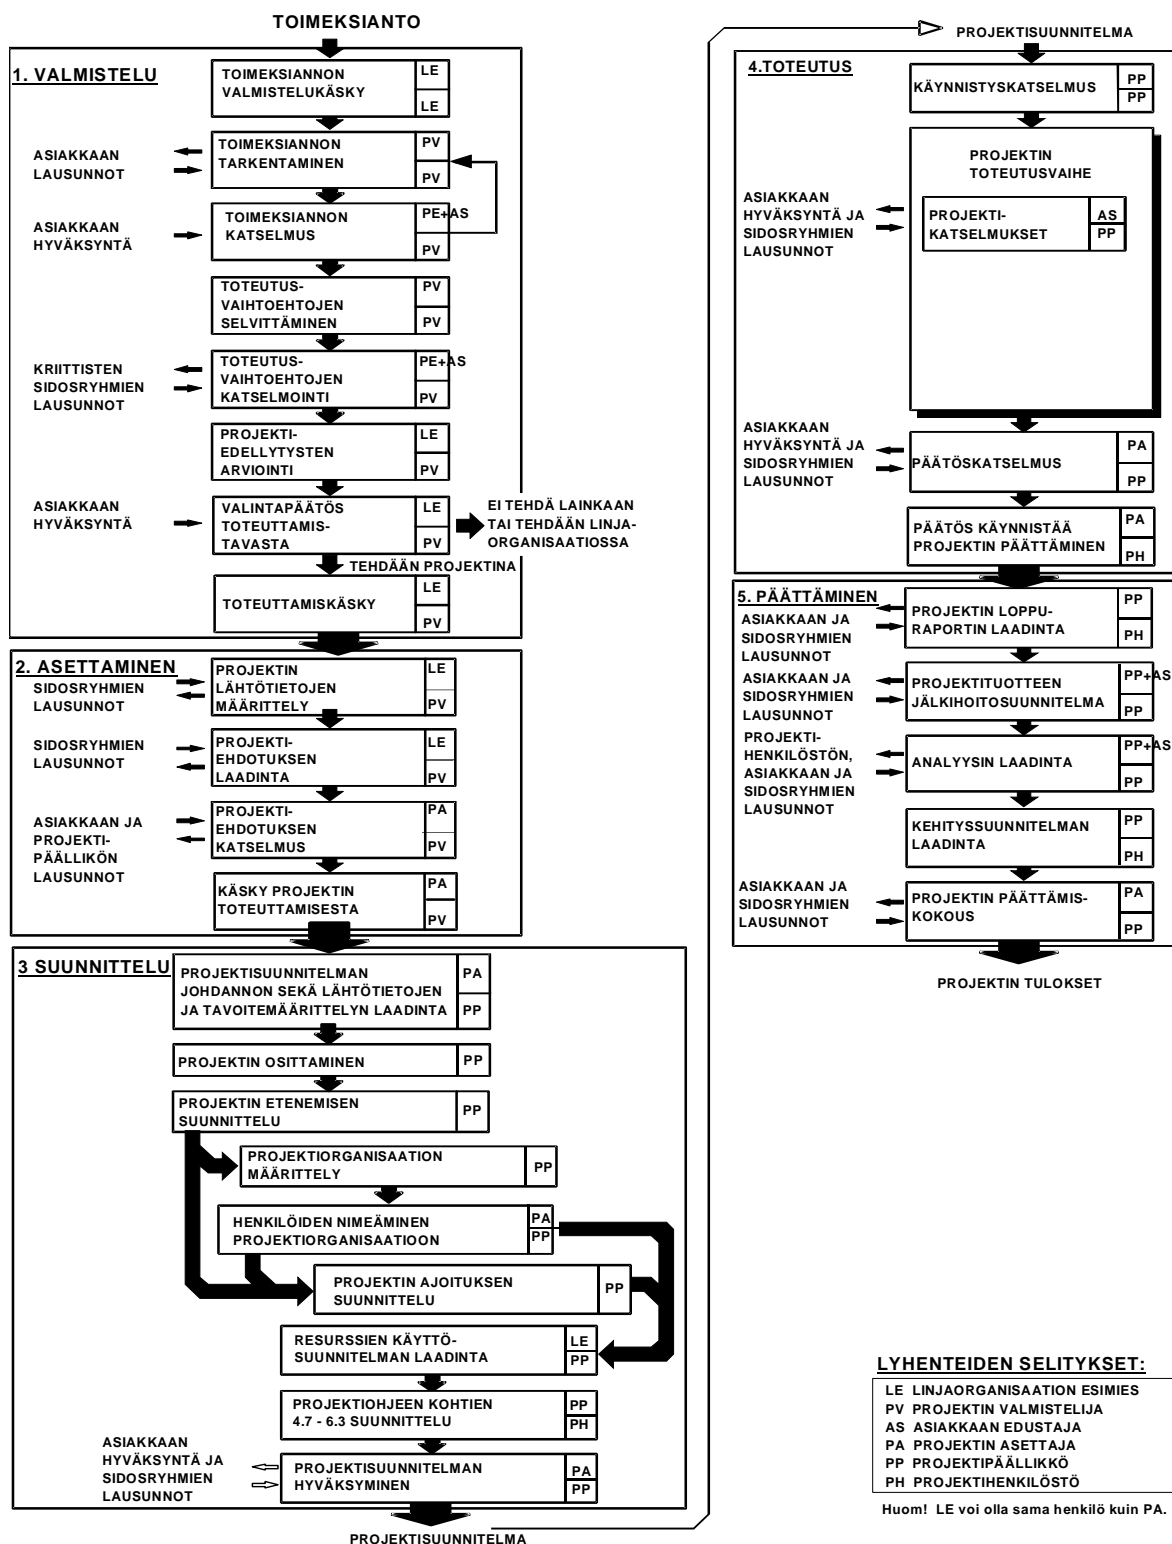 TOIMEKSIANTO
1. VALMISTELU
TOIMEKSIANNON
VALMISTELUKÄSKY
LE
LE
ASIAKKAAN
LAUSUNNOT
TOIMEKSIANNON
TARKENTAMINEN
PV
PV
ASIAKKAAN
HYVÄKSYNTÄ
TOIMEKSIANNON
KATSELMUS
PE+AS
PV
TOTEUTUS-
VAIHTOEHTOJEN
SELVITTÄMINEN
PV
PV
KRIITTISTEN
SIDOSRYHMIEN
LAUSUNNOT
TOTEUTUS-
VAIHTOEHTOJEN
KATSELMOINTI
PE+AS
PV
PROJEKTI-
EDELLYTYSTEN
ARVIOINTI
LE
PV
ASIAKKAAN
HYVÄKSYNTÄ
VALINTAPÄÄTÖS
TOTEUTTAMIS-
TAVASTA
LE
PV
EI TEHDÄ LAINKAAN
TAI TEHDÄÄN LINJA-
ORGANISAATIOSSA
TEHDÄÄN PROJEKTINA
TOTEUTTAMISKÄSKY
LE
PV
2. ASETTAMINEN
SIDOSRYHMIEN
LAUSUNNOT
PROJEKTIN
LÄHTÖTIETOJEN
MÄÄRITTELY
LE
PV
SIDOSRYHMIEN
LAUSUNNOT
PROJEKTI-
EHDOTUKSEN
LAADINTA
LE
PV
ASIAKKAAN JA
PROJEKTI-
PÄÄLLIKÖN
LAUSUNNOT
PROJEKTI-
EHDOTUKSEN
KATSELMUS
PA
PV
KÄSKY PROJEKTIN
TOTEUTTAMISESTA
PA
PV
3 SUUNNITTELU
PROJEKTISUUNNITELMAN
JOHDANNON SEKÄ LÄHTÖTIETOJEN
JA TAVOITEMÄÄRITTELYN LAADINTA
PA
PP
PROJEKTIN OSITTAMINEN
PP
PROJEKTIN ETENEMISEN
SUUNNITTELU
PP
PROJEKTIORGANISAATION
MÄÄRITTELY
PP
HENKILÖIDEN NIMEÄMINEN
PROJEKTIORGANISAATIOON
PA
PP
PROJEKTIN AJOITUKSEN
SUUNNITTELU
PP
RESURSSIEN KÄYTTÖ-
SUUNNITELMAN LAADINTA
LE
PP
PROJEKTIOHJEEN KOHTIEN
4.7 - 6.3 SUUNNITTELU
PP
PH
ASIAKKAAN
HYVÄKSYNTÄ JA
SIDOSRYHMIEN
LAUSUNNOT
PROJEKTISUUNNITELMAN
HYVÄKSYMINEN
PA
PP
PROJEKTISUUNNITELMA
PROJEKTISUUNNITELMA
4.TOTEUTUS
KÄYNNISTYSKATSELMUS
PP
PP
PROJEKTIN
TOTEUTUSVAIHE
ASIAKKAAN
HYVÄKSYNTÄ JA
SIDOSRYHMIEN
LAUSUNNOT
PROJEKTI-
KATSELMUKSET
AS
PP
ASIAKKAAN
HYVÄKSYNTÄ JA
SIDOSRYHMIEN
LAUSUNNOT
PÄÄTÖSKATSELMUS
PA
PP
PÄÄTÖS KÄYNNISTÄÄ
PROJEKTIN PÄÄTTÄMINEN
PA
PH
5. PÄÄTTÄMINEN
ASIAKKAAN JA
SIDOSRYHMIEN
LAUSUNNOT
PROJEKTIN LOPPU-
RAPORTIN LAADINTA
PP
PH
ASIAKKAAN JA
SIDOSRYHMIEN
LAUSUNNOT
PROJEKTITUOTTEEN
JÄLKIHOITOSUUNNITELMA
PP+AS
PP
PROJEKTI-
HENKILÖSTÖN,
ASIAKKAAN JA
SIDOSRYHMIEN
LAUSUNNOT
ANALYYSIN LAADINTA
PP+AS
PP
KEHITYSSUUNNITELMAN
LAADINTA
PP
PH
ASIAKKAAN JA
SIDOSRYHMIEN
LAUSUNNOT
PROJEKTIN PÄÄTTÄMIS-
KOKOUS
PA
PP
PROJEKTIN TULOKSET
LYHENTEIDEN SELITYKSET:
LE LINJAORGANISAATION ESIMIES
PV PROJEKTIN VALMISTELIJA
AS ASIAKKAAN EDUSTAJA
PA PROJEKTIN ASETTAJA
PP PROJEKTIPÄÄLLIKKÖ
PH PROJEKTIHENKILÖSTÖ
Huom! LE voi olla sama henkilö kuin PA.